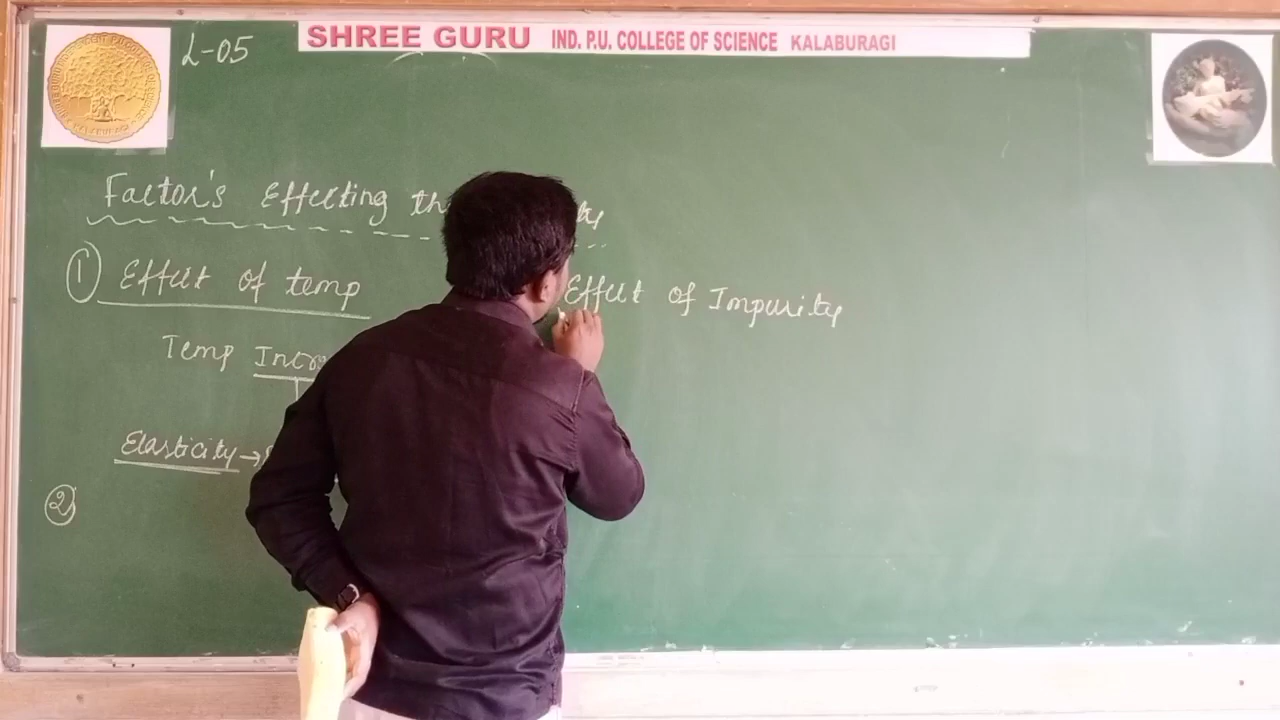 SHREE GURU IND. P.U. COLLEGE OF SCIENCE KALABURAGI
L-05
Factor's Effecting
① Effect of temp
Effect of Impurity
Temp
Elasticity →
②